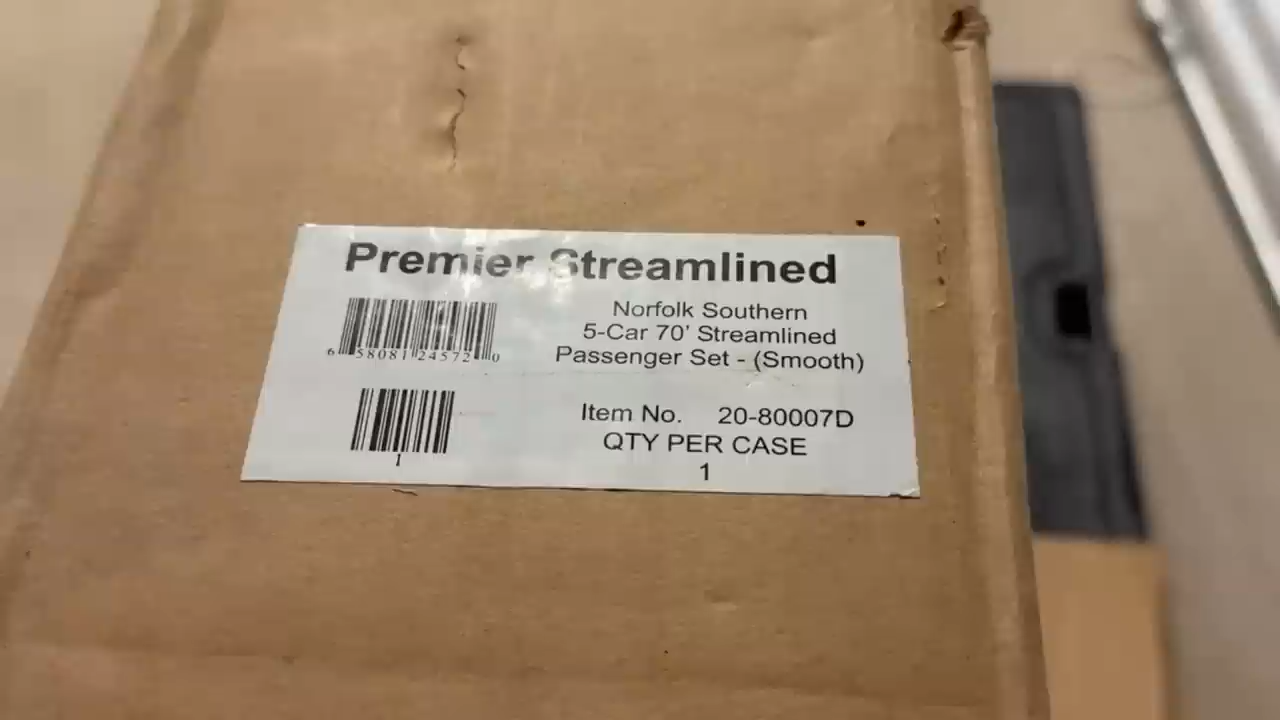 Premier Streamlined
Norfolk Southern
5-Car 70' Streamlined
Passenger Set - (Smooth)
6 58081 24572 0
Item No. 20-80007D
QTY PER CASE
1
1